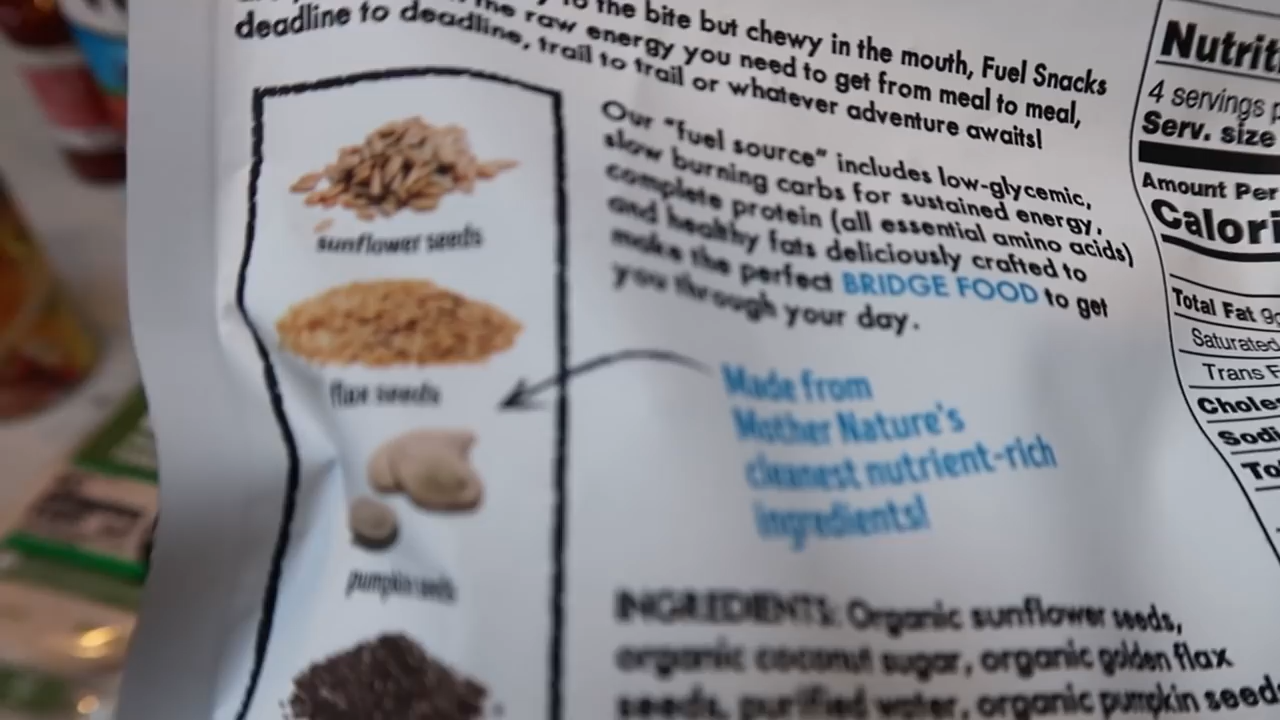 to the bite but chewy in the mouth, Fuel Snacks
the raw energy you need to get from meal to meal,
deadline to deadline, trail to trail or whatever adventure awaits!
Our "fuel source" includes low-glycemic,
slow burning carbs for sustained energy,
complete protein (all essential amino acids)
and healthy fats deliciously crafted to
make the perfect BRIDGE FOOD to get
you through your day.
sunflower seeds
flax seeds
pumpkin seeds
Made from
Mother Nature's
cleanest nutrient-rich
ingredients!
INGREDIENTS: Organic sunflower seeds,
organic coconut sugar, organic golden flax
seeds, purified water, organic pumpkin seeds
Nutriti
4 servings p
Serv. size
Amount Per
Calori
Total Fat 9g
Saturated
Trans F
Choles
Sodi
To